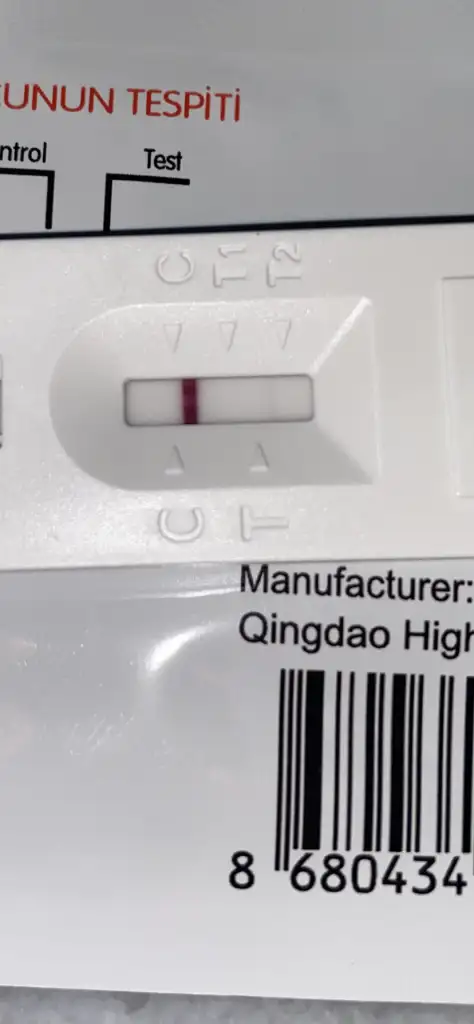 UNUN TESPİTİ
ntrol
Test
C T1 T2
C T
Manufacturer:
Qingdao High
8 680434